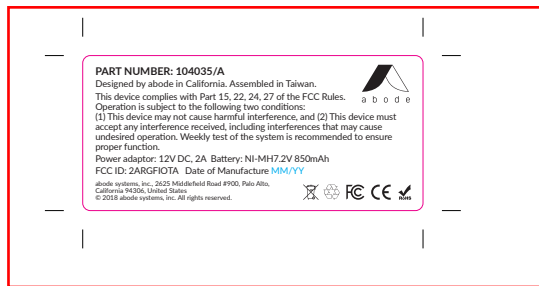 PART NUMBER: 104035/A
Designed by abode in California. Assembled in Taiwan.
This device complies with Part 15, 22, 24, 27 of the FCC Rules.
Operation is subject to the following two conditions:
(1) This device may not cause harmful interference, and (2) This device must
accept any interference received, including interferences that may cause
undesired operation. Weekly test of the system is recommended to ensure
proper function.
Power adaptor: 12V DC, 2A Battery: NI-MH7.2V 850mAh
FCC ID: 2ARGFIOTA Date of Manufacture MM/YY
abode systems, inc., 2625 Middlefield Road #900, Palo Alto,
California 94306, United States
© 2018 abode systems, inc. All rights reserved.
abode
FC CE RoHS